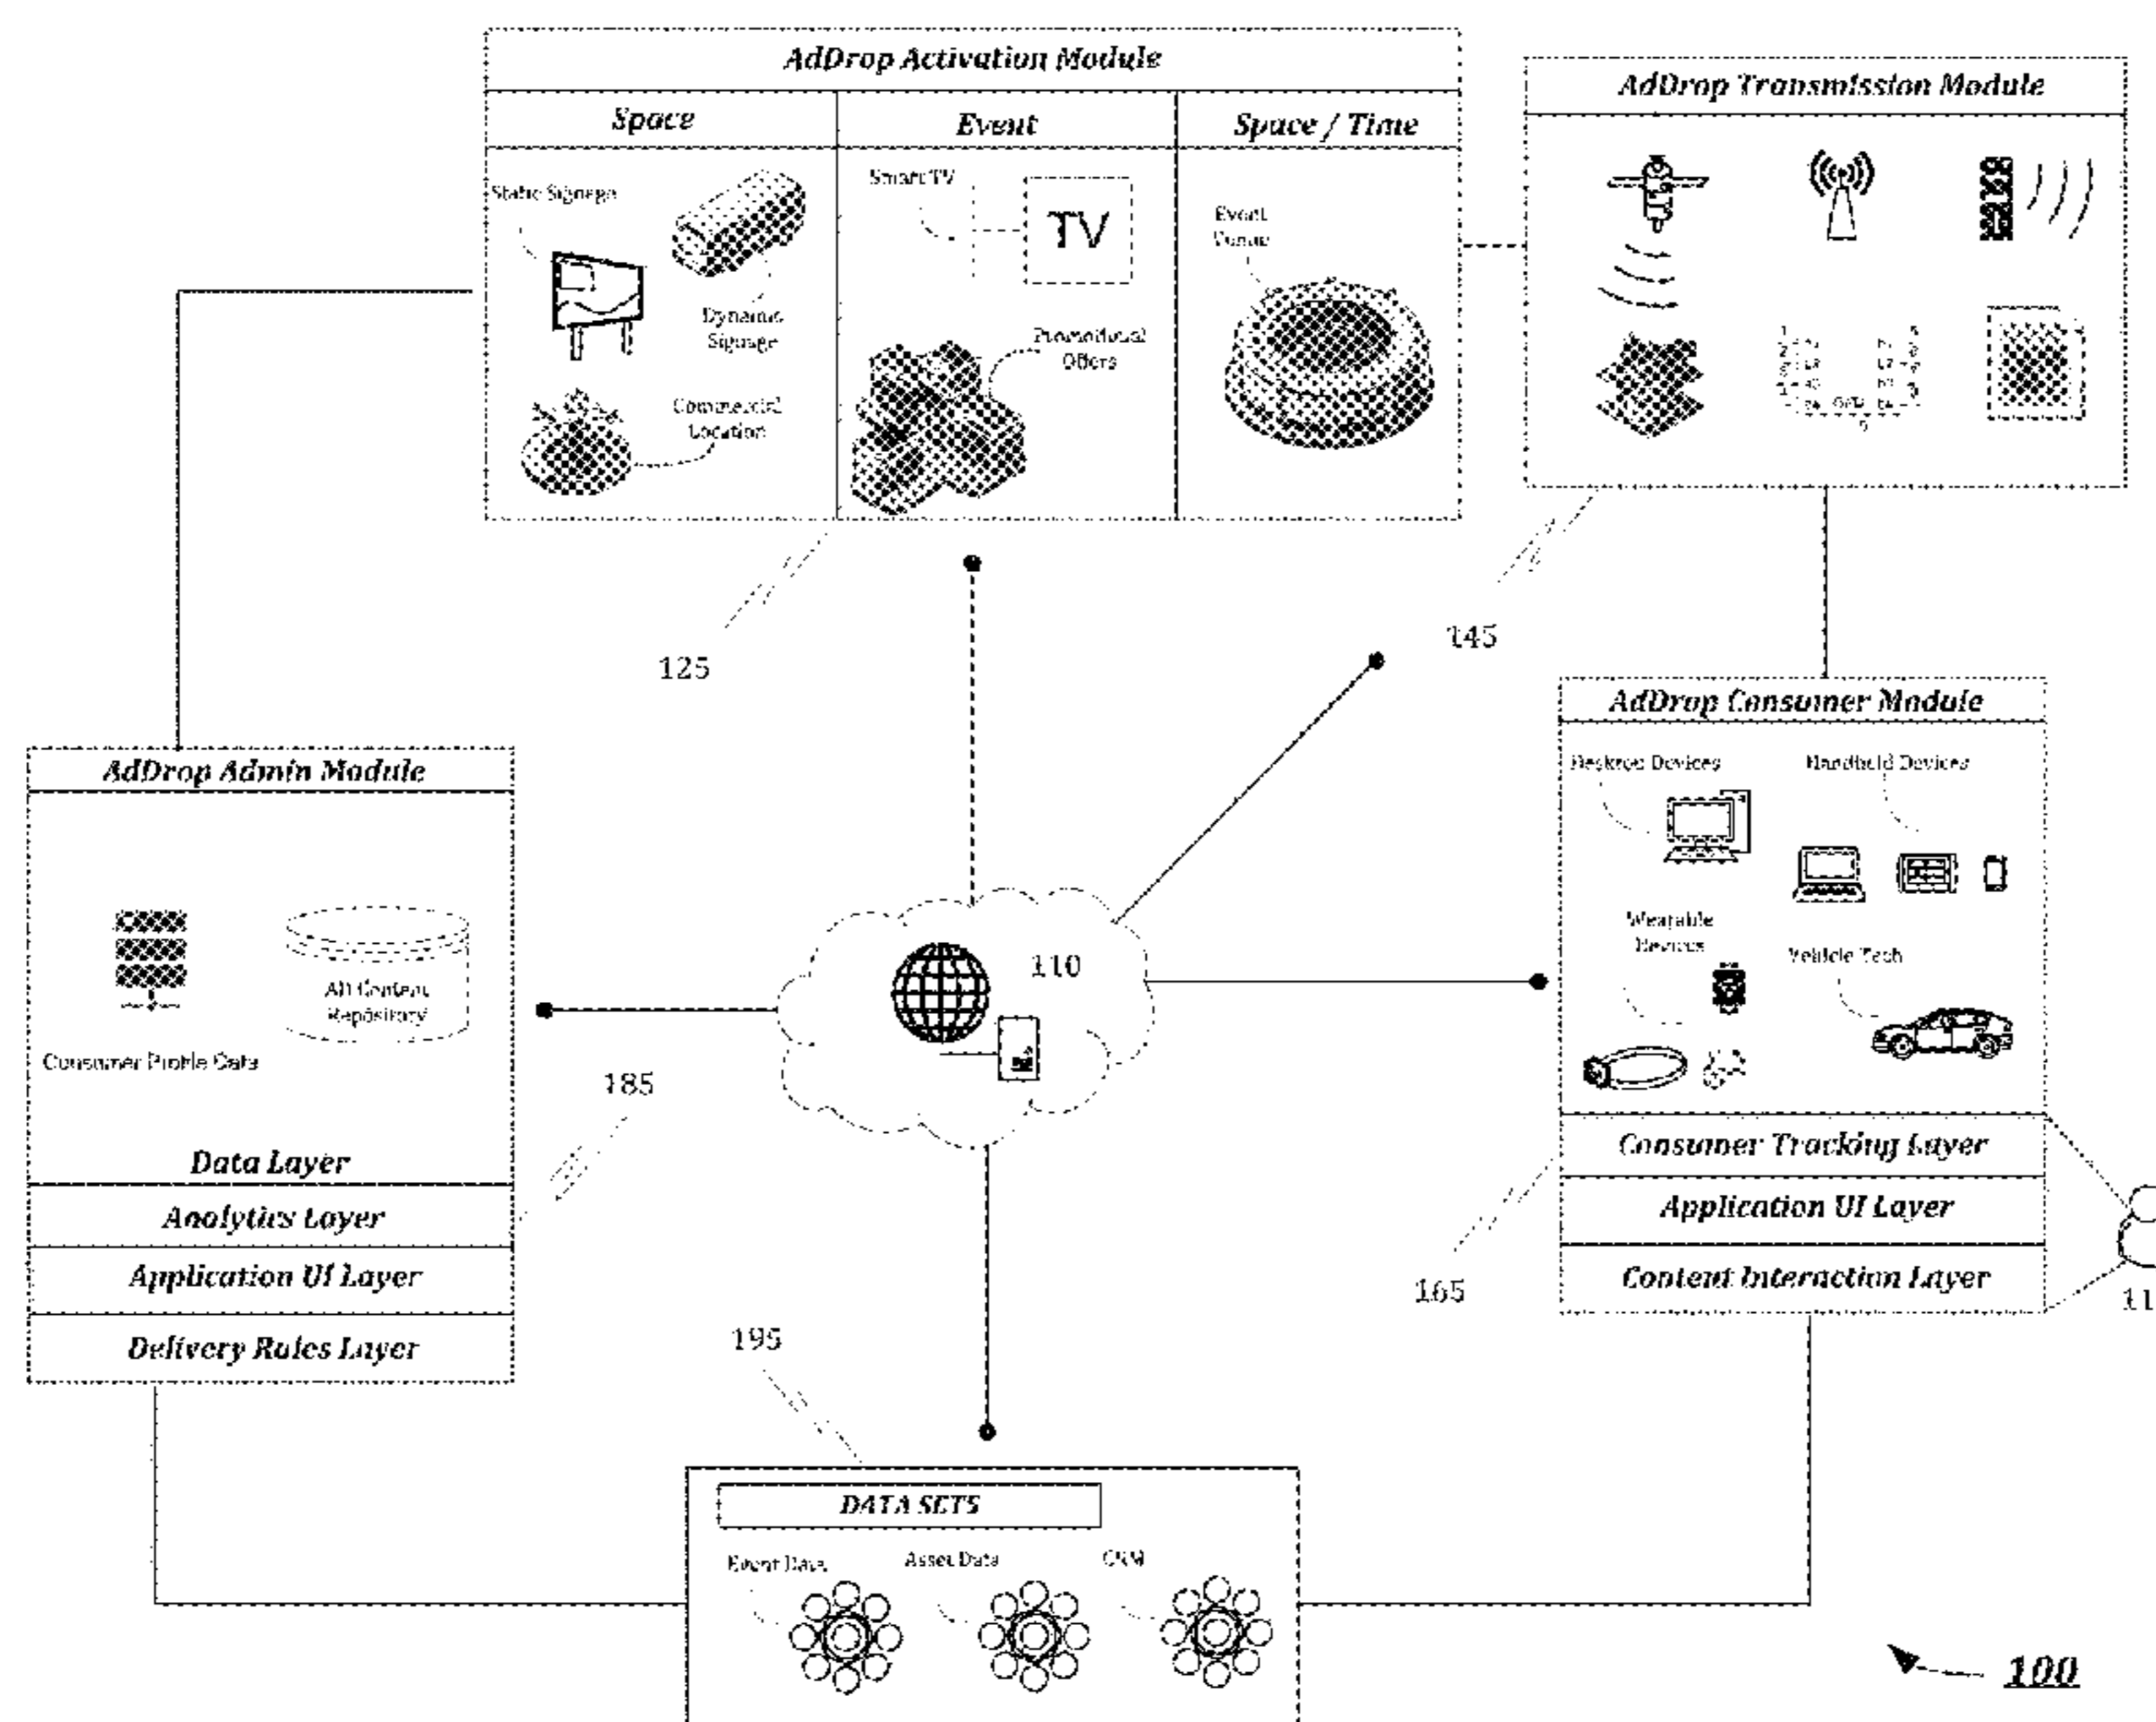 AdDrop Activation Module
Space
Event
Space / Time
Static Signage
Dynamic
Signage
Commercial
Location
Smart TV
TV
Promotional
Offers
Event
AdDrop Transmission Module
125
145
AdDrop Admin Module
AD Content
Repository
Consumer Profile Data
Data Layer
Analytics Layer
Application UI Layer
Delivery Rules Layer
185
110
AdDrop Consumer Module
Desktop Devices
Handheld Devices
Wearable
Devices
Vehicle Tech
Consumer Tracking Layer
Application UI Layer
Content Interaction Layer
165
11
195
DATA SETS
Event Data
Asset Data
100